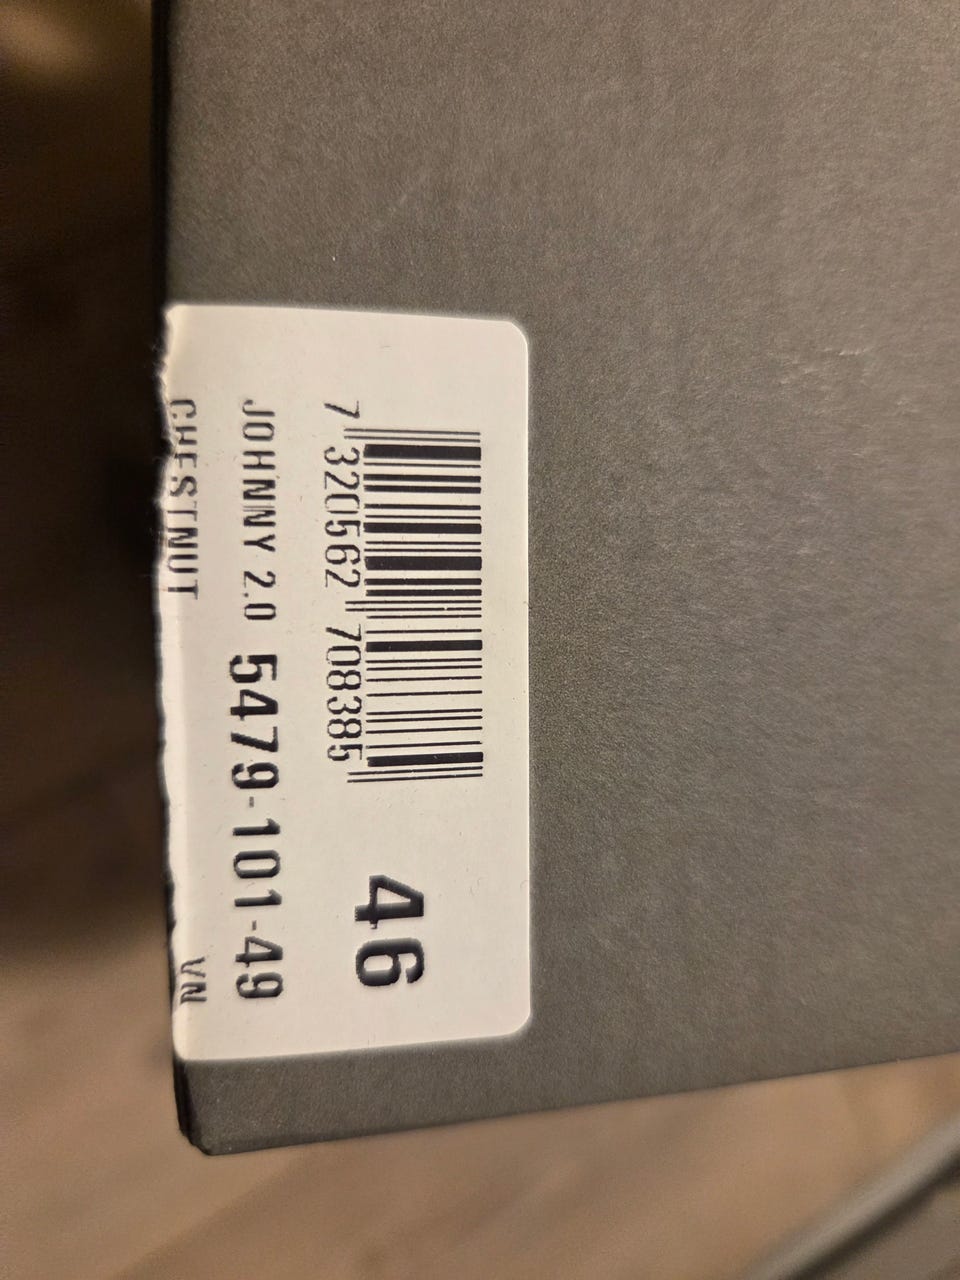 7 320562 708385
46
JOHNNY 2.0 5479-101-49
CHESTNUT VN